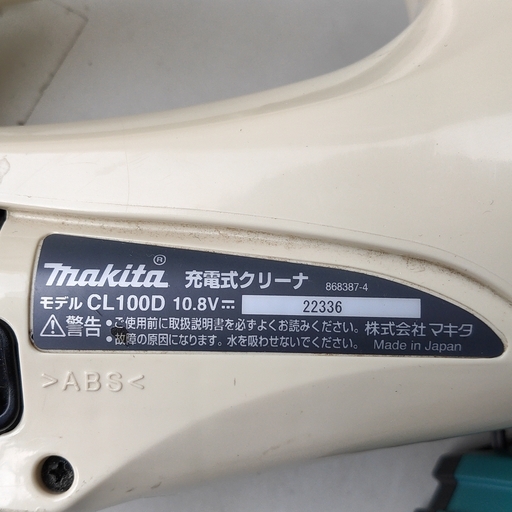 makita® 充電式クリーナ 868387-4
モデル CL100D 10.8V⎓ 22336
⚠警告 •ご使用前に取扱説明書を必ずよくお読みください。 株式会社 マキタ
•故障の原因になります。水を吸わせないでください。 Made in Japan
>ABS<